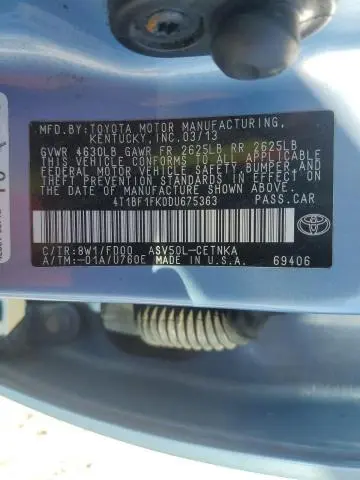 MFD.BY:TOYOTA MOTOR MANUFACTURING,
KENTUCKY,INC.03/13
GVWR 4630LB GAWR FR 2625LB RR 2625LB
THIS VEHICLE CONFORMS TO ALL APPLICABLE
FEDERAL MOTOR VEHICLE SAFETY, BUMPER AND
THEFT PREVENTION STANDARDS IN EFFECT ON
THE DATE OF MANUFACTURE SHOWN ABOVE.
4T1BF1FK0DU675363 PASS.CAR
C/TR:8W1/FD00 ASV50L-CETNKA
A/TM:-01A/U760E MADE IN U.S.A.
69406